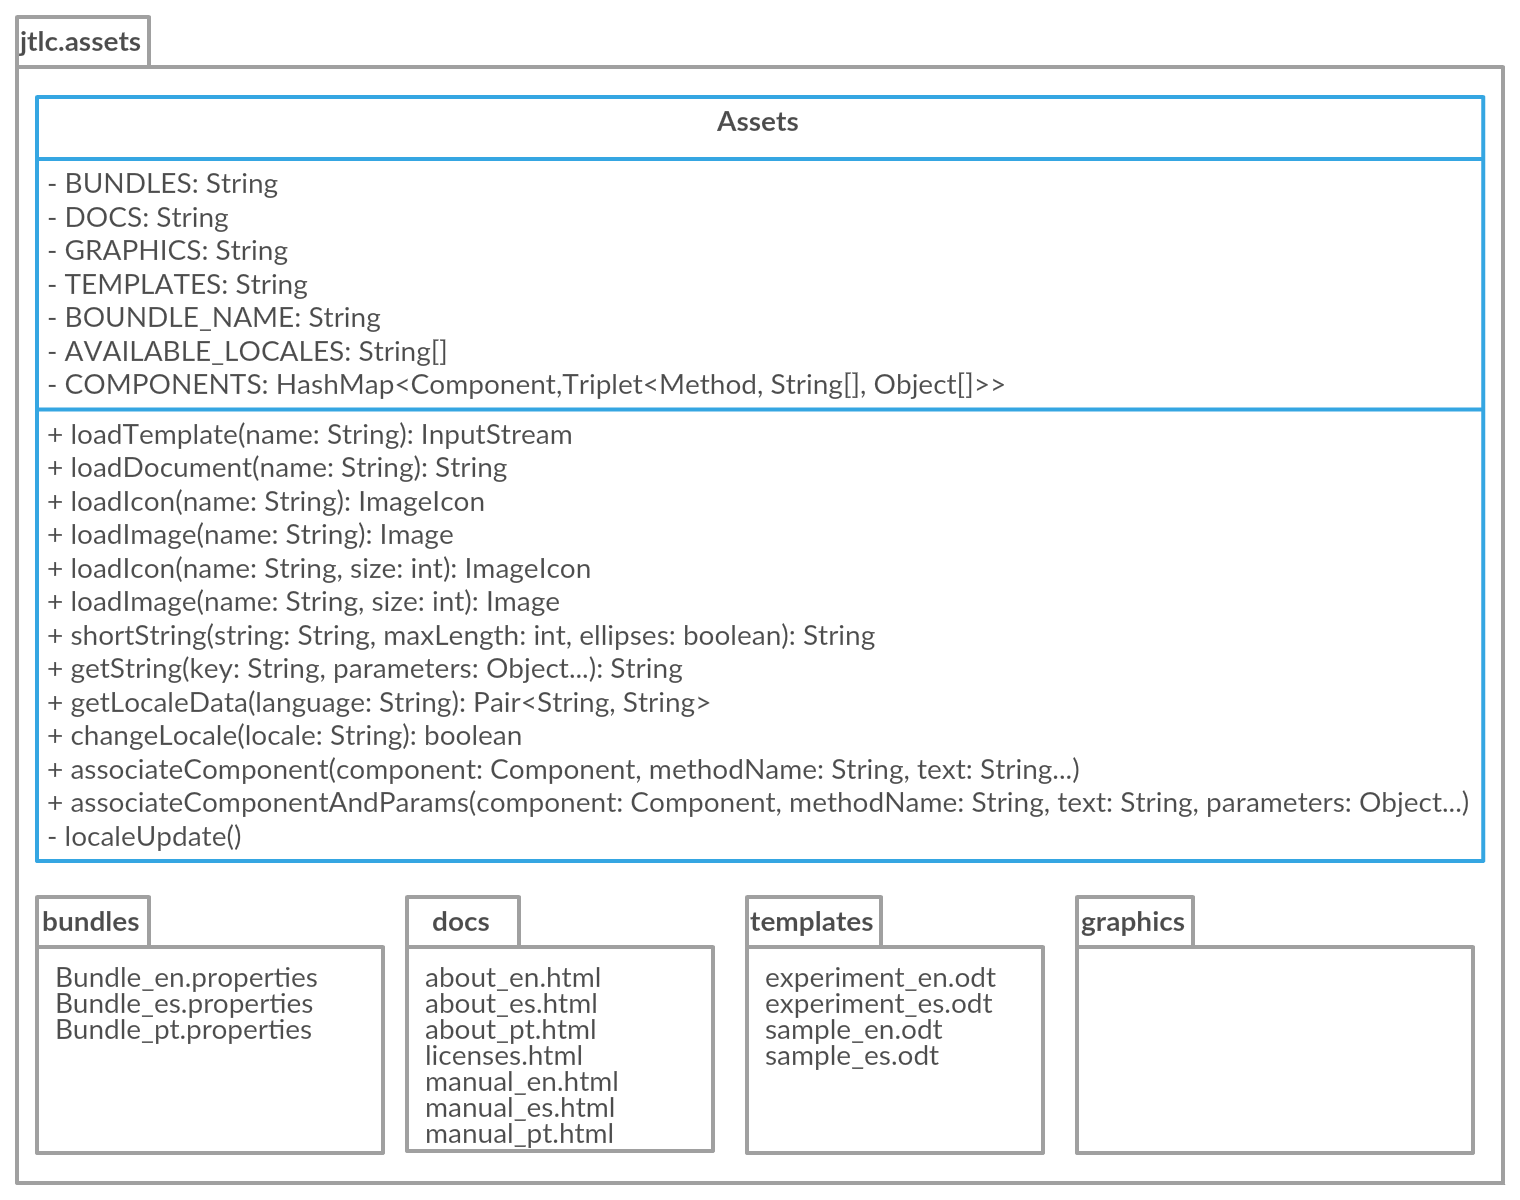 jtlc.assets
Assets
- BUNDLES: String
- DOCS: String
- GRAPHICS: String
- TEMPLATES: String
- BOUNDLE_NAME: String
- AVAILABLE_LOCALES: String[]
- COMPONENTS: HashMap<Component,Triplet<Method, String[], Object[]>>
+ loadTemplate(name: String): InputStream
+ loadDocument(name: String): String
+ loadIcon(name: String): ImageIcon
+ loadImage(name: String): Image
+ loadIcon(name: String, size: int): ImageIcon
+ loadImage(name: String, size: int): Image
+ shortString(string: String, maxLength: int, ellipses: boolean): String
+ getString(key: String, parameters: Object...): String
+ getLocaleData(language: String): Pair<String, String>
+ changeLocale(locale: String): boolean
+ associateComponent(component: Component, methodName: String, text: String...)
+ associateComponentAndParams(component: Component, methodName: String, text: String, parameters: Object...)
- localeUpdate()
bundles
Bundle_en.properties
Bundle_es.properties
Bundle_pt.properties
docs
about_en.html
about_es.html
about_pt.html
licenses.html
manual_en.html
manual_es.html
manual_pt.html
templates
experiment_en.odt
experiment_es.odt
sample_en.odt
sample_es.odt
graphics